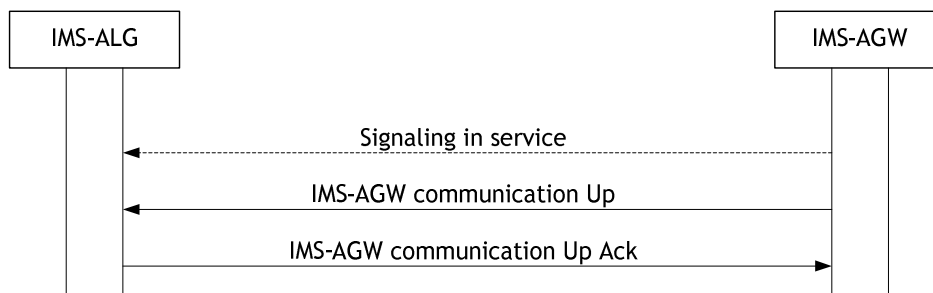 IMS-ALG
IMS-AGW
Signaling in service
IMS-AGW communication Up
IMS-AGW communication Up Ack